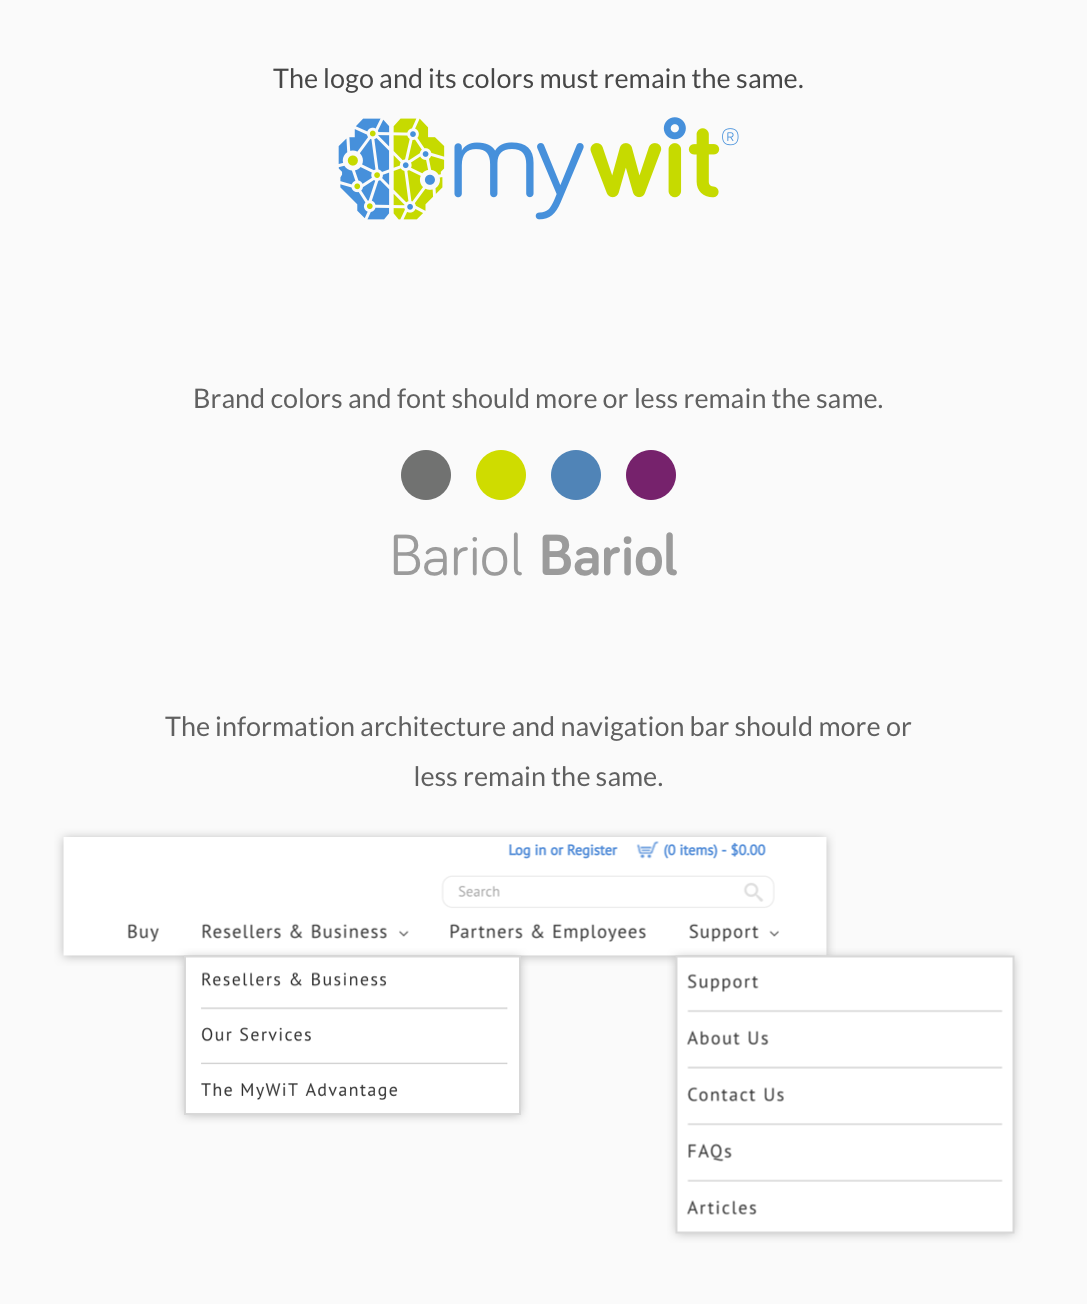 The logo and its colors must remain the same.
mywit®
Brand colors and font should more or less remain the same.
Bariol Bariol
The information architecture and navigation bar should more or
less remain the same.
Log in or Register (0 items) - $0.00
Search
Buy Resellers & Business Partners & Employees Support
Resellers & Business
Our Services
The MyWiT Advantage
Support
About Us
Contact Us
FAQs
Articles